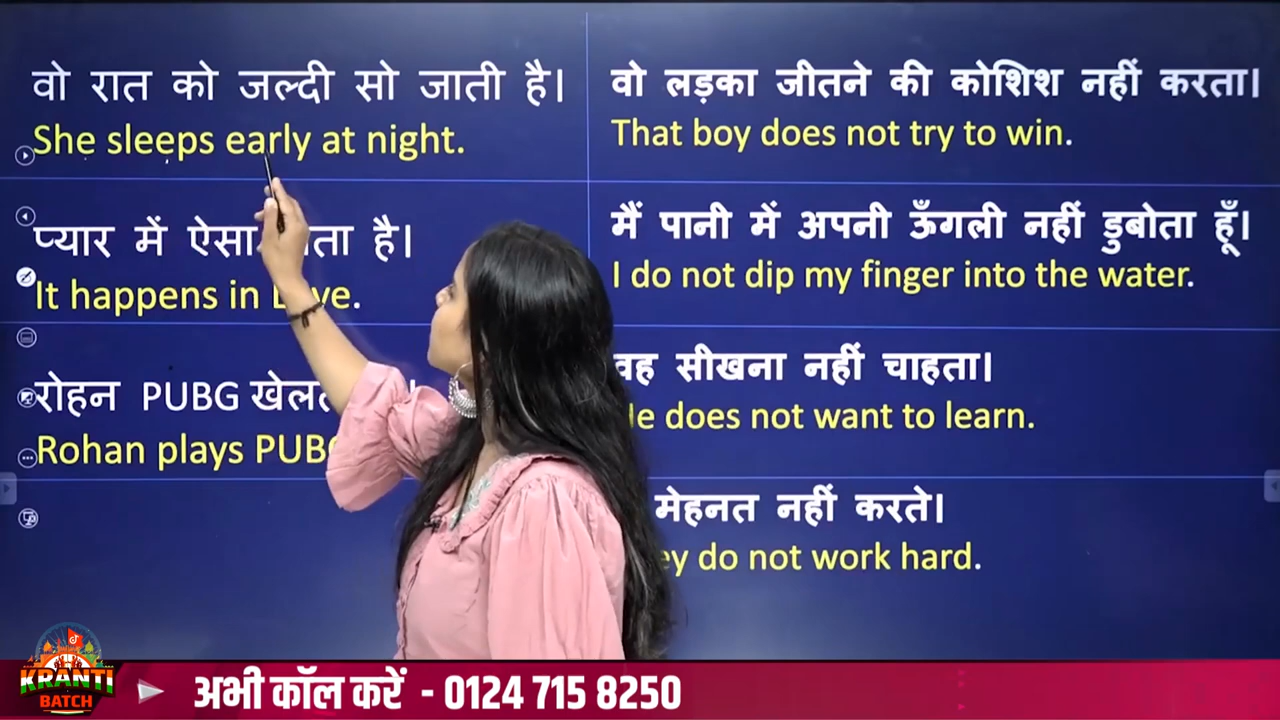 वो रात को जल्दी सो जाती है।
She sleeps early at night.
प्यार में ऐसा है।
It happens in
रोहन PUBG
Rohan plays
वो लड़का जीतने की कोशिश नहीं करता।
That boy does not try to win.
मैं पानी में अपनी ऊँगली नहीं डुबोता हूँ।
I do not dip my finger into the water.
वह सीखना नहीं चाहता।
does not want to learn.
मेहनत नहीं करते।
do not work hard.
KRANTI
BATCH
अभी कॉल करें - 0124 715 8250